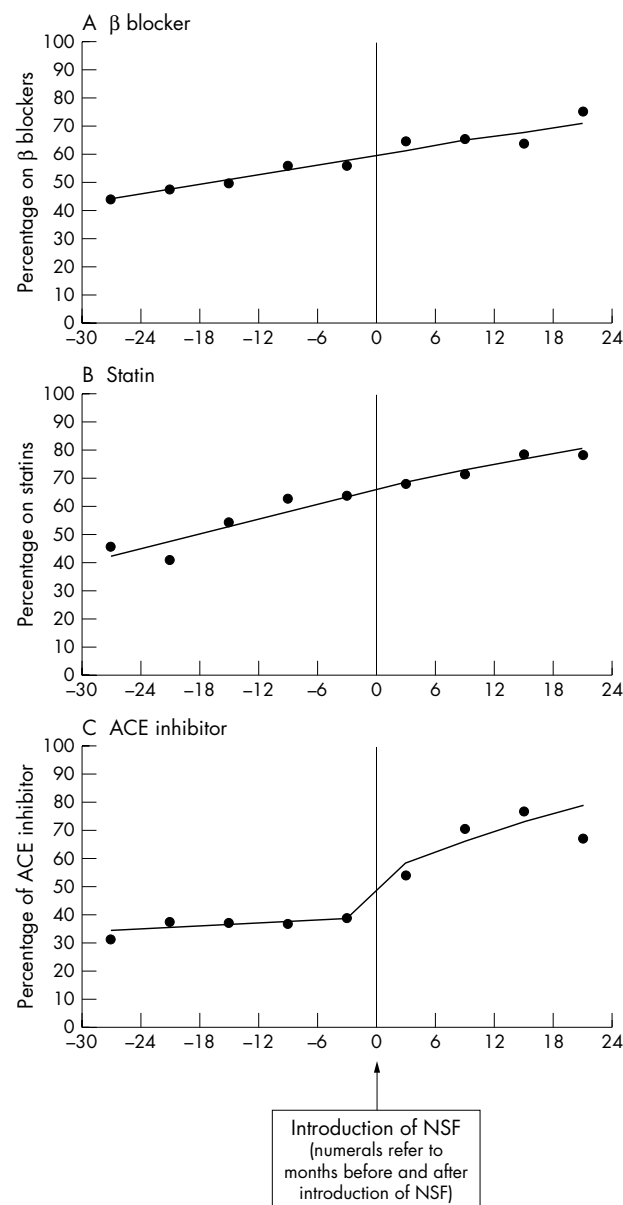 A β blocker
100
90
80
70
60
50
40
30
20
10
0
Percentage on β blockers
–30 –24 –18 –12 –6 0 6 12 18 24
B Statin
100
90
80
70
60
50
40
30
20
10
0
Percentage on statins
–30 –24 –18 –12 –6 0 6 12 18 24
C ACE inhibitor
100
90
80
70
60
50
40
30
20
10
0
Percentage of ACE inhibitor
–30 –24 –18 –12 –6 0 6 12 18 24
Introduction of NSF
(numerals refer to
months before and after
introduction of NSF)